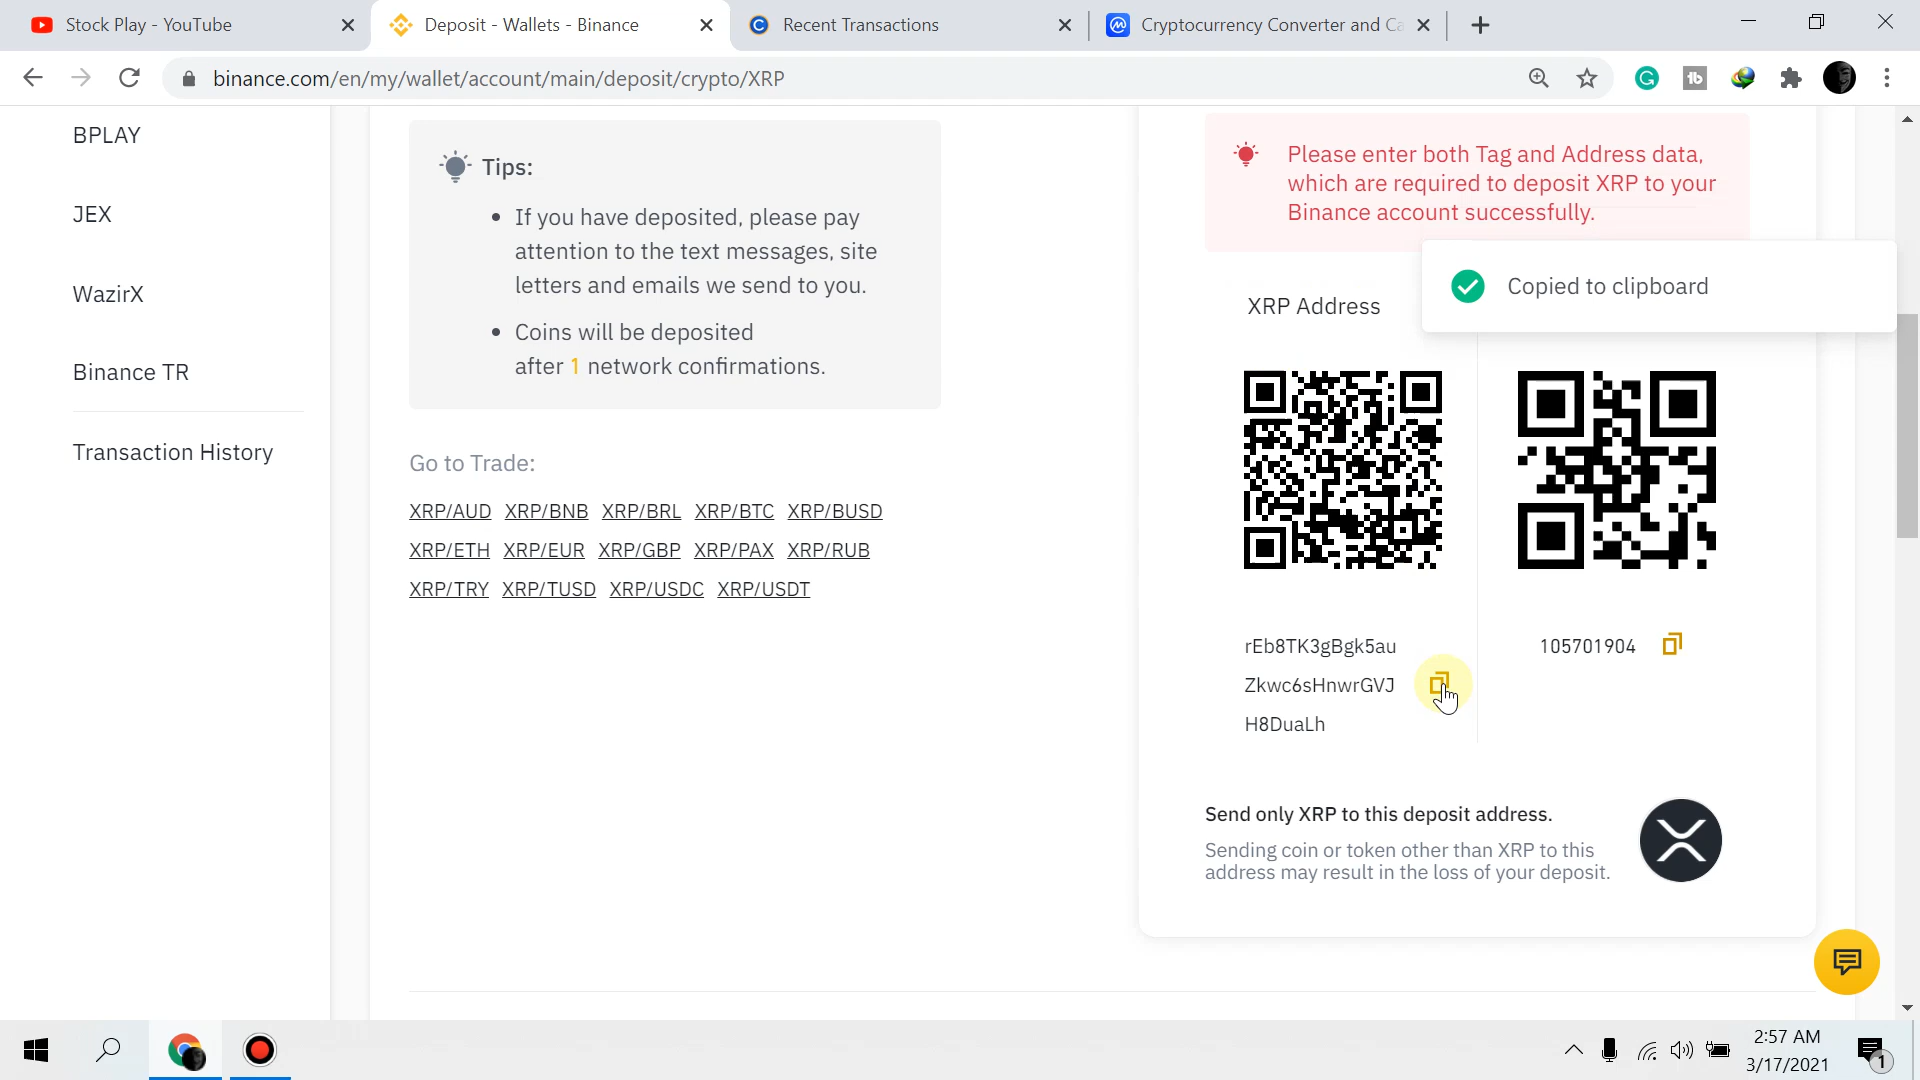 Stock Play - YouTube
Deposit - Wallets - Binance
Recent Transactions
Cryptocurrency Converter and Ca
binance.com/en/my/wallet/account/main/deposit/crypto/XRP
BPLAY
JEX
WazirX
Binance TR
Transaction History
Tips:
If you have deposited, please pay
attention to the text messages, site
letters and emails we send to you.
Coins will be deposited
after 1 network confirmations.
Go to Trade:
XRP/AUD XRP/BNB XRP/BRL XRP/BTC XRP/BUSD
XRP/ETH XRP/EUR XRP/GBP XRP/PAX XRP/RUB
XRP/TRY XRP/TUSD XRP/USDC XRP/USDT
Please enter both Tag and Address data,
which are required to deposit XRP to your
Binance account successfully.
Copied to clipboard
XRP Address
rEb8TK3gBgk5au
Zkwc6sHnwrGVJ
H8DuaLh
105701904
Send only XRP to this deposit address.
Sending coin or token other than XRP to this
address may result in the loss of your deposit.
2:57 AM
3/17/2021
1